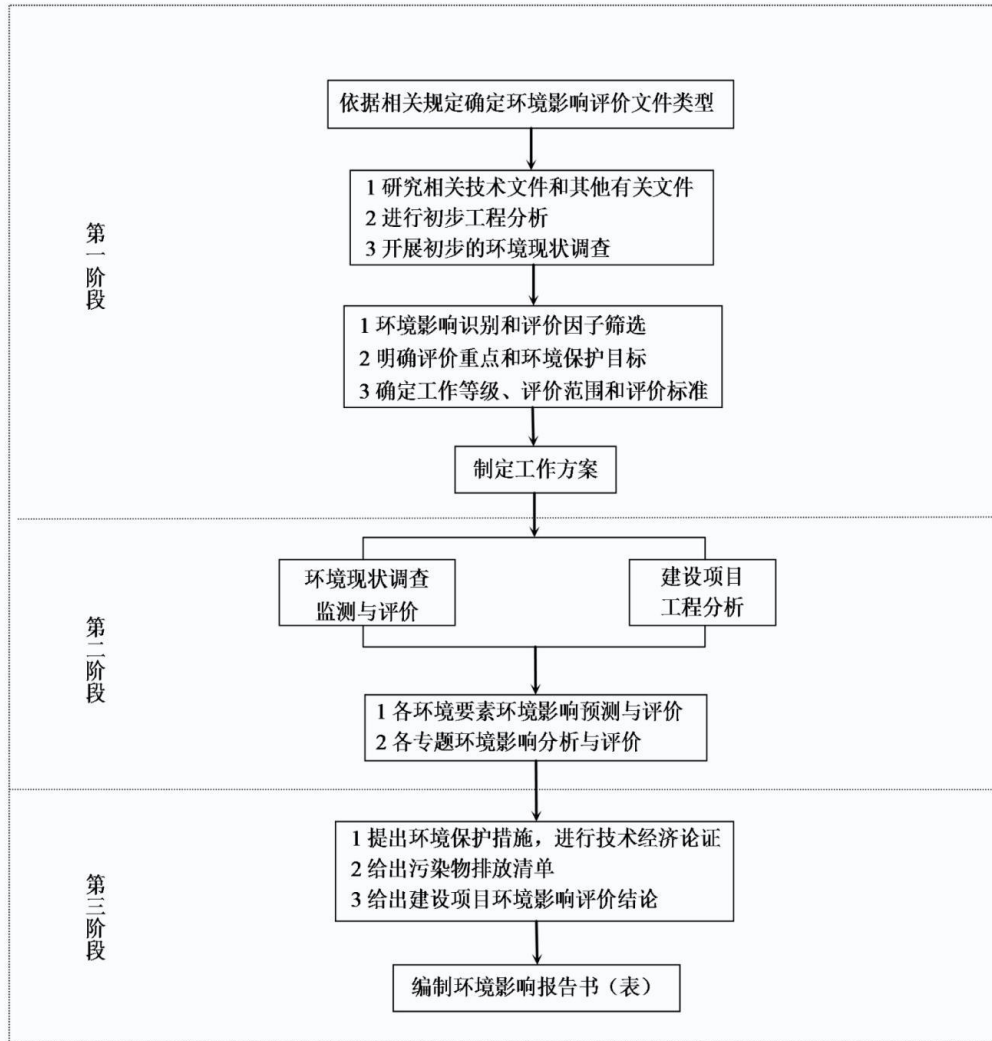 依据相关规定确定环境影响评价文件类型
1 研究相关技术文件和其他有关文件
2 进行初步工程分析
3 开展初步的环境现状调查
第一阶段
1 环境影响识别和评价因子筛选
2 明确评价重点和环境保护目标
3 确定工作等级、评价范围和评价标准
制定工作方案
环境现状调查
监测与评价
建设项目
工程分析
第二阶段
1 各环境要素环境影响预测与评价
2 各专题环境影响分析与评价
1 提出环境保护措施，进行技术经济论证
2 给出污染物排放清单
3 给出建设项目环境影响评价结论
第三阶段
编制环境影响报告书（表）